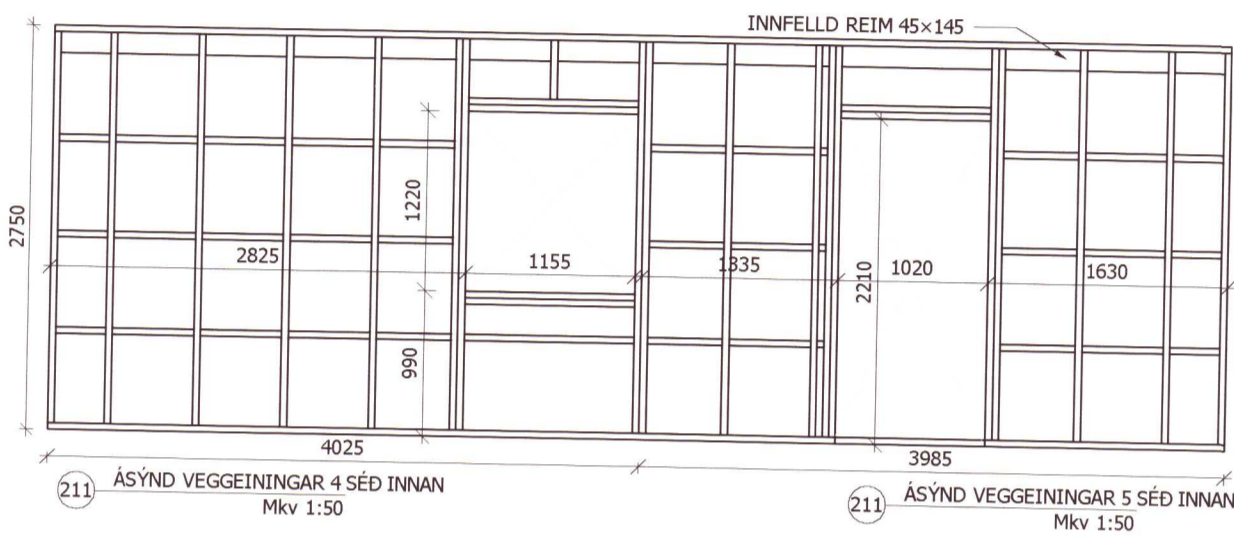 INNFELLD REIM 45×145
2750
1220
2825
1155
1335
2210
1020
1630
990
4025
3985
211
ÁSÝND VEGGEININGAR 4 SÉÐ INNAN
Mkv 1:50
211
ÁSÝND VEGGEININGAR 5 SÉÐ INNAN
Mkv 1:50